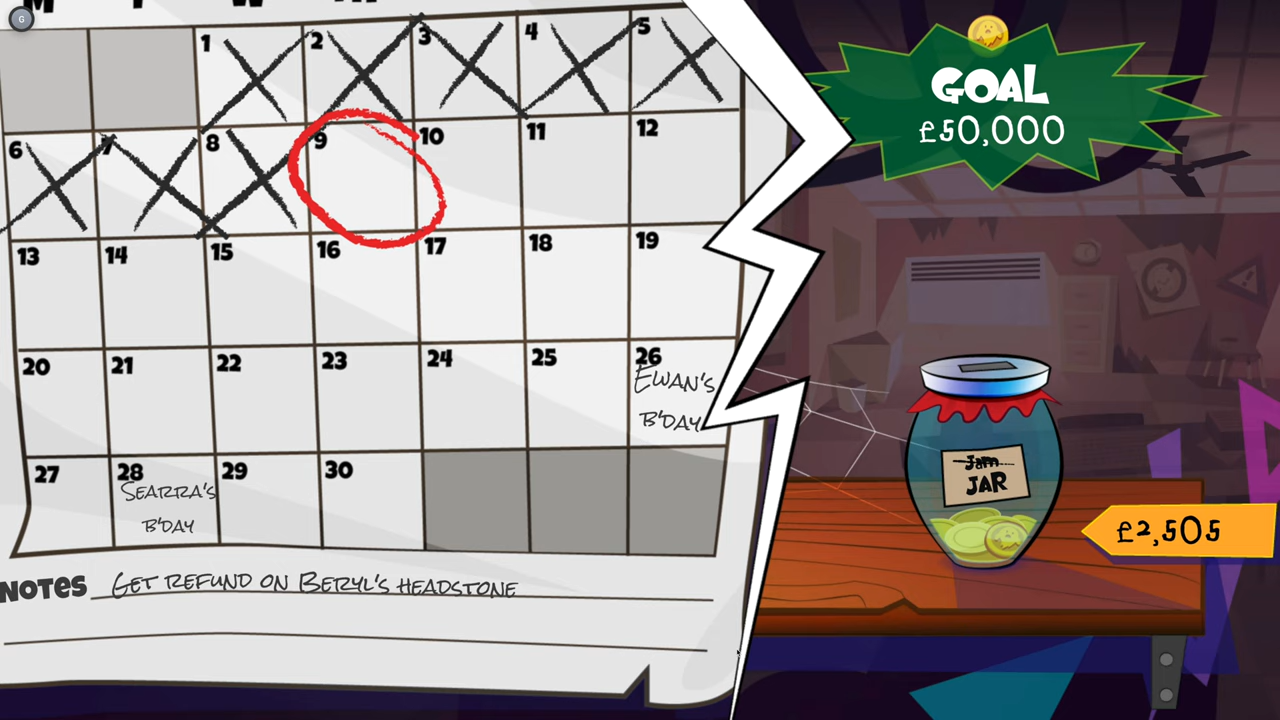 1 2 3 4 5
6 7 8 9 10 11 12
13 14 15 16 17 18 19
20 21 22 23 24 25 26
EWAN'S
B'DAY
27 28 29 30
SEARRA'S
B'DAY
NOTES GET REFUND ON BERYL'S HEADSTONE
GOAL
£50,000
Jam
JAR
£2,505
G